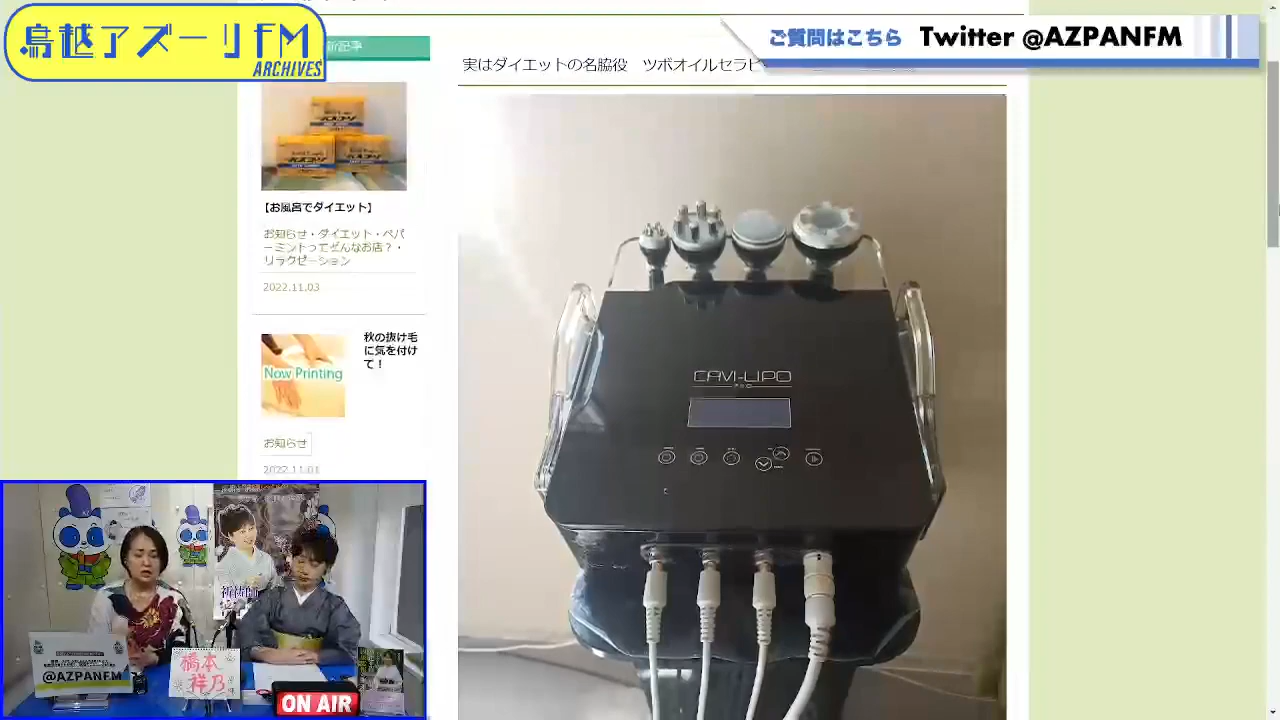 鳥越アズーリFM
ARCHIVES
ご質問はこちら Twitter @AZPANFM
新記事
実はダイエットの名脇役 ツボオイルセラピ
【お風呂でダイエット】
お知らせ・ダイエット・ペパ
ーミントってどんなお店？・
リラクゼーション
2022.11.03
秋の抜け毛
に気を付け
て！
Now Printing
お知らせ
2022.11.01
CAVI-LIPO
PRO
祈祷師
@AZPANFM
橋本
祥乃
ON AIR